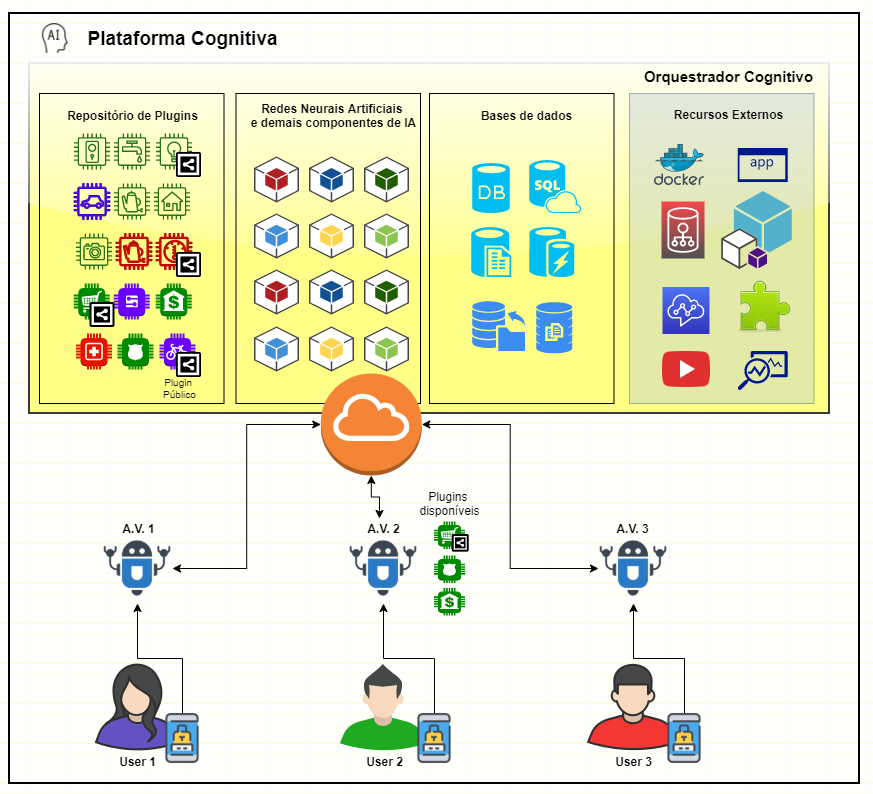 AI
Plataforma Cognitiva
Orquestrador Cognitivo
Repositório de Plugins
Redes Neurais Artificiais
e demais componentes de IA
Bases de dados
Recursos Externos
docker
app
DB
SQL
$
Plugin
Público
Plugins
disponíveis
A.V. 1
A.V. 2
A.V. 3
$
User 1
User 2
User 3